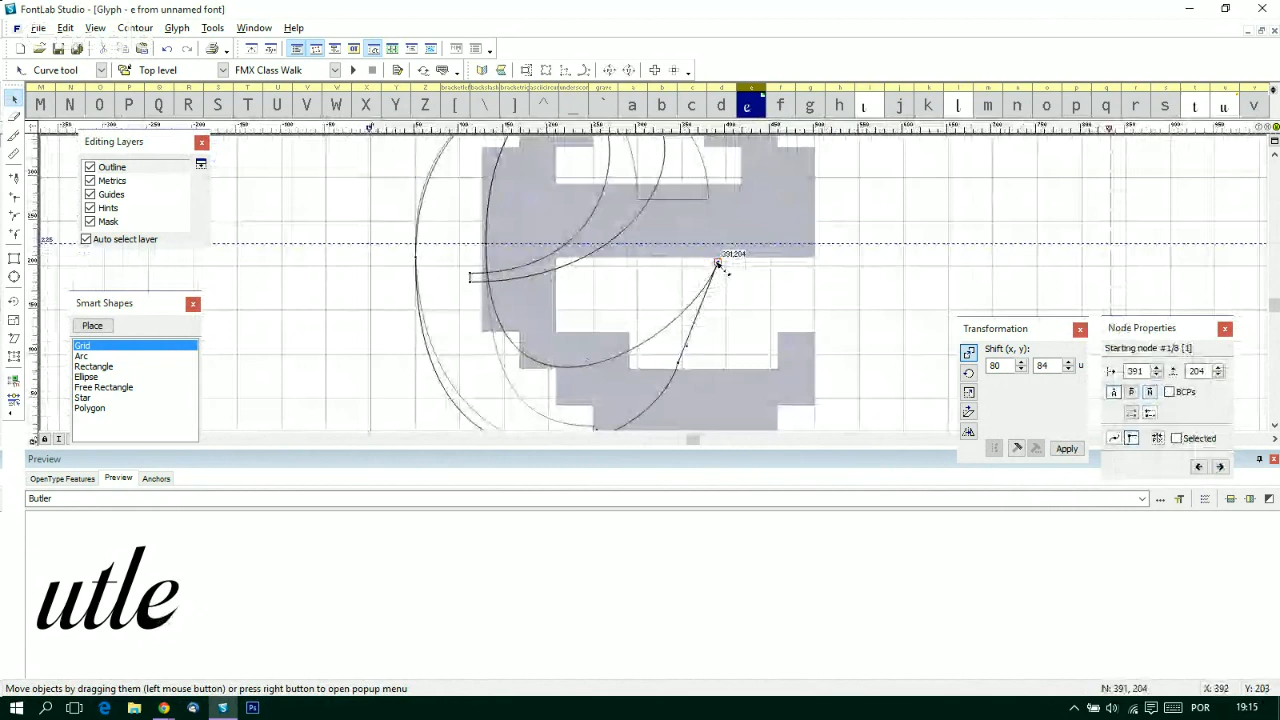 FontLab Studio - [Glyph - e from unnamed font]
File Edit View Contour Glyph Tools Window Help
Curve tool Top level FMX Class Walk
M N O P Q R S T U V W X Y Z [ \ ] ^ _ ` a b c d e f g h ι j k l m n o p q r s t u v
Editing Layers
Outline
Metrics
Guides
Hints
Mask
Auto select layer
225
391,204
Smart Shapes
Place
Grid
Arc
Rectangle
Ellipse
Free Rectangle
Star
Polygon
Transformation
Shift (x, y):
80 84 u
Apply
Node Properties
Starting node #1/8 [1]
391 204
BCPs
Selected
Preview
OpenType Features Preview Anchors
Butler
utle
Move objects by dragging them (left mouse button) or press right button to open popup menu
N: 391, 204 X: 392 Y: 203
POR 19:15